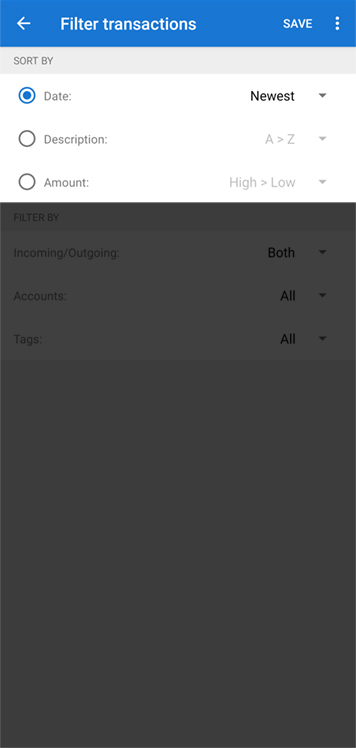 Filter transactions SAVE
SORT BY
Date: Newest
Description: A > Z
Amount: High > Low
FILTER BY
Incoming/Outgoing: Both
Accounts: All
Tags: All